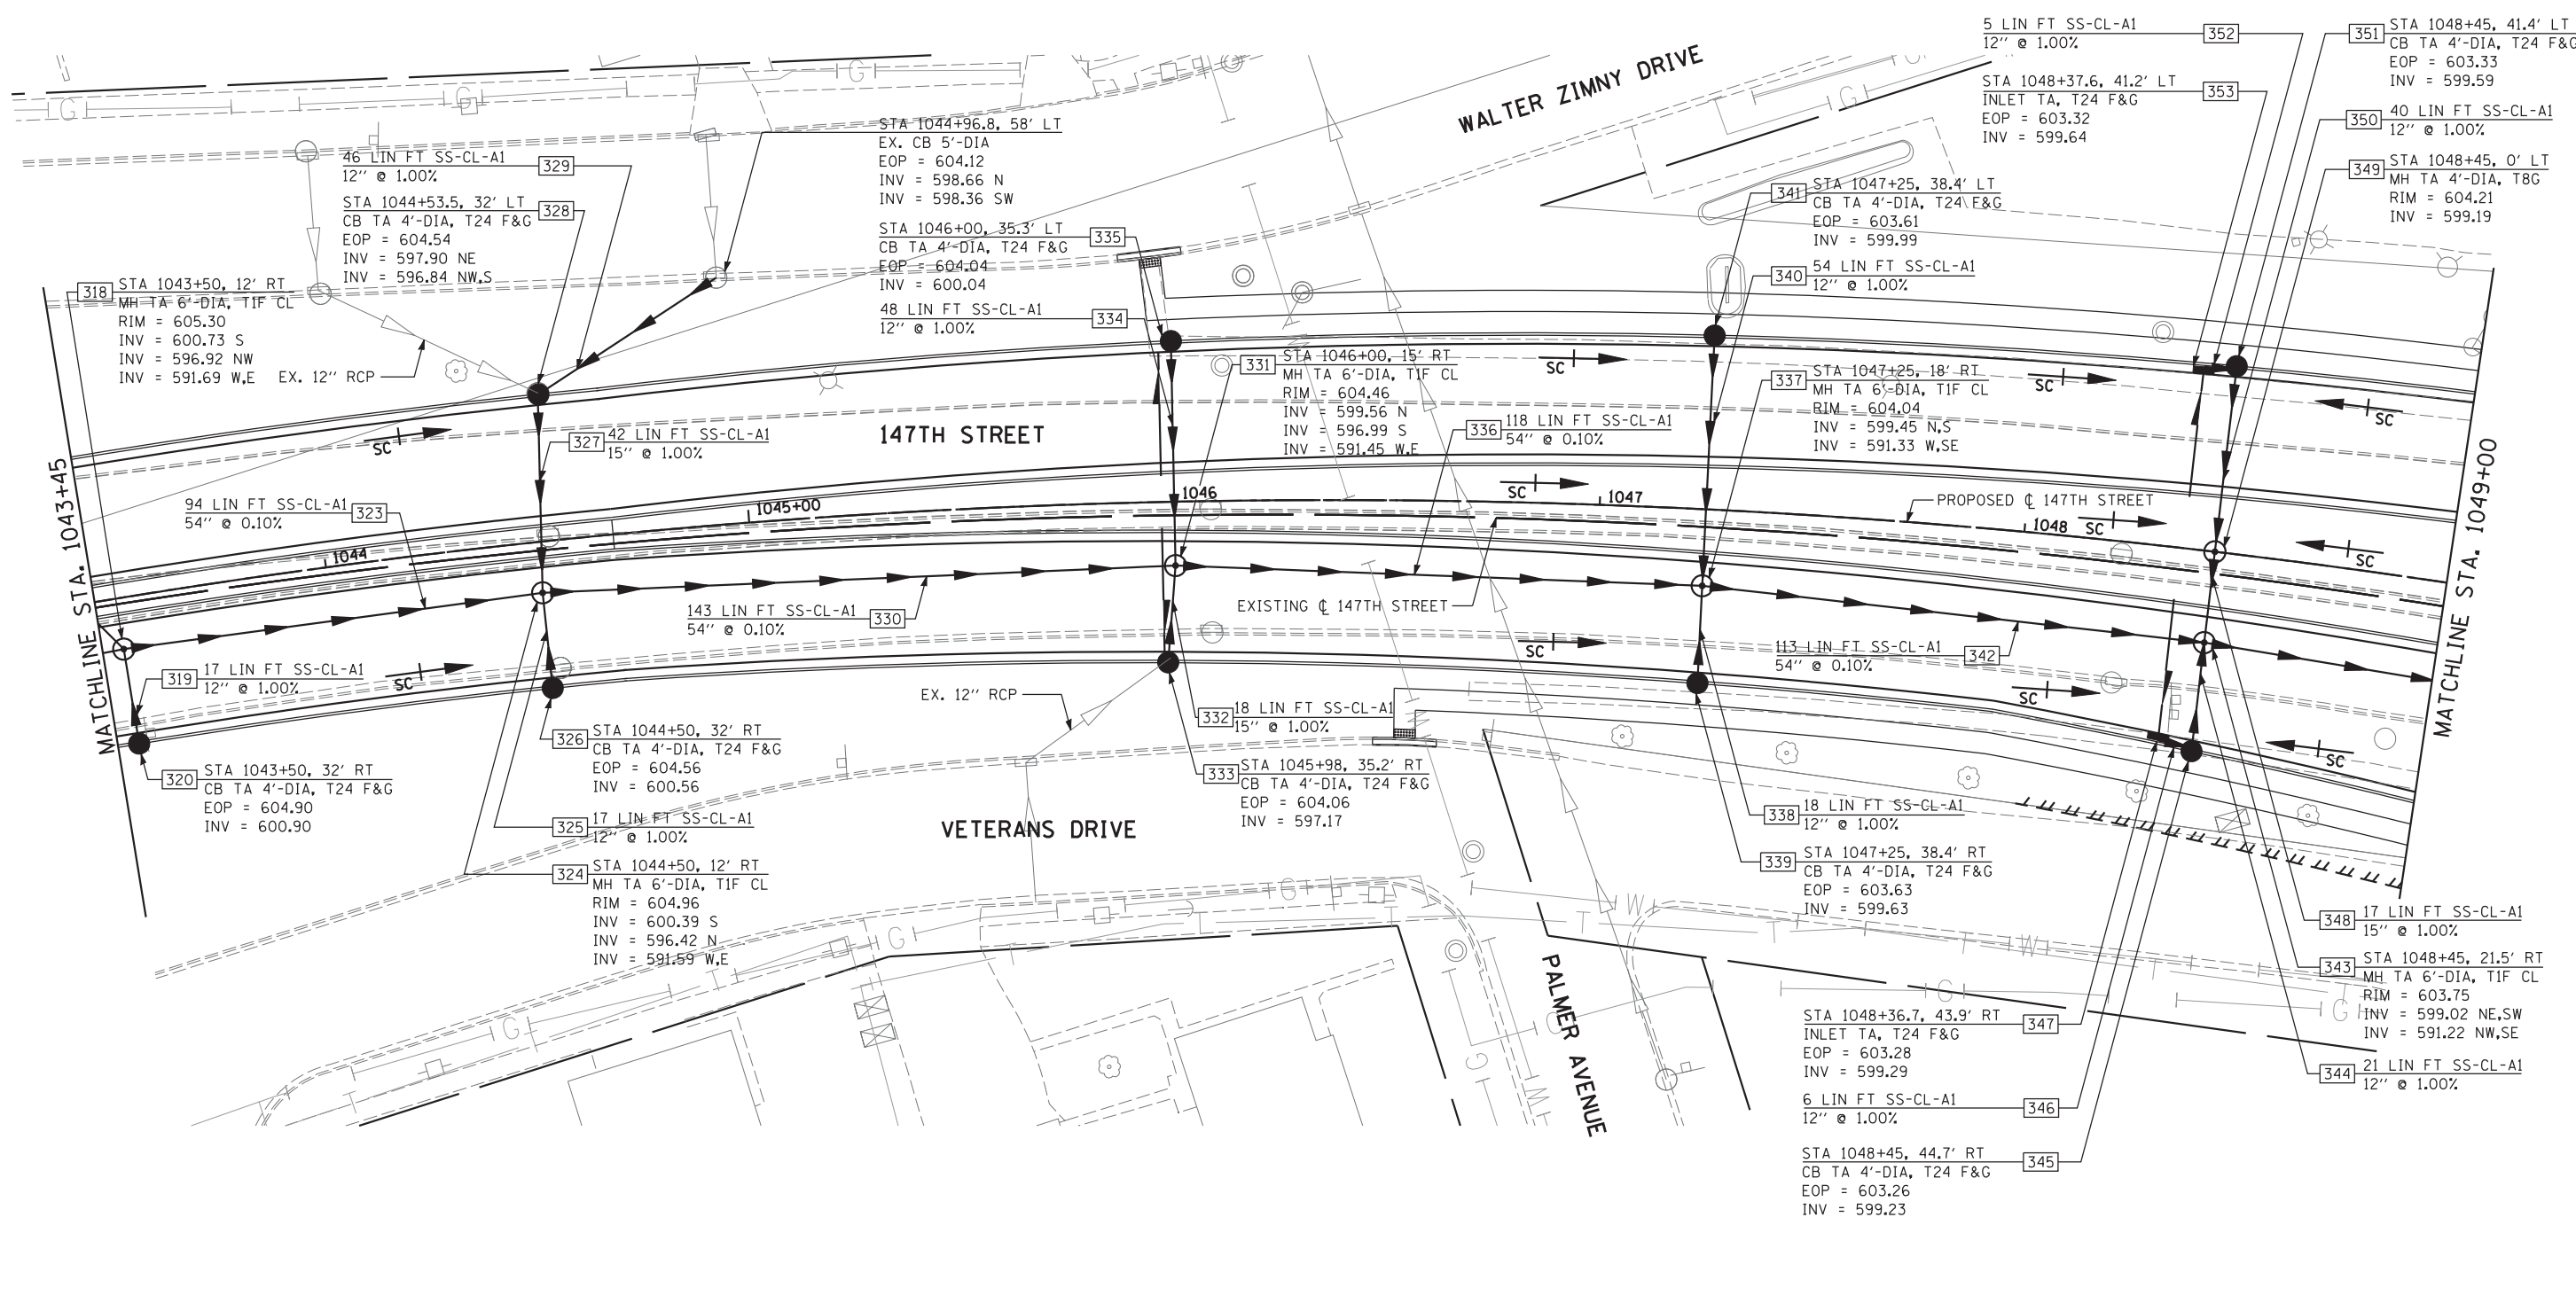 5 LIN FT SS-CL-A1
12'' @ 1.00%
352
351
STA 1048+45, 41.4' LT
CB TA 4'-DIA, T24 F&G
EOP = 603.33
INV = 599.59
STA 1048+37.6, 41.2' LT
INLET TA, T24 F&G
EOP = 603.32
INV = 599.64
353
350
40 LIN FT SS-CL-A1
12'' @ 1.00%
349
STA 1048+45, 0' LT
MH TA 4'-DIA, T8G
RIM = 604.21
INV = 599.19
WALTER ZIMNY DRIVE
STA 1044+96.8, 58' LT
EX. CB 5'-DIA
EOP = 604.12
INV = 598.66 N
INV = 598.36 SW
46 LIN FT SS-CL-A1
12'' @ 1.00%
329
STA 1044+53.5, 32' LT
CB TA 4'-DIA, T24 F&G
EOP = 604.54
INV = 597.90 NE
INV = 596.84 NW,S
328
STA 1046+00, 35.3' LT
CB TA 4'-DIA, T24 F&G
EOP = 604.04
INV = 600.04
335
48 LIN FT SS-CL-A1
12'' @ 1.00%
334
341
STA 1047+25, 38.4' LT
CB TA 4'-DIA, T24 F&G
EOP = 603.61
INV = 599.99
340
54 LIN FT SS-CL-A1
12'' @ 1.00%
318
STA 1043+50, 12' RT
MH TA 6'-DIA, T1F CL
RIM = 605.30
INV = 600.73 S
INV = 596.92 NW
INV = 591.69 W,E
EX. 12'' RCP
331
STA 1046+00, 15' RT
MH TA 6'-DIA, T1F CL
RIM = 604.46
INV = 599.56 N
INV = 596.99 S
INV = 591.45 W,E
337
STA 1047+25, 18' RT
MH TA 6'-DIA, T1F CL
RIM = 604.04
INV = 599.45 N,S
INV = 591.33 W,SE
SC
SC
SC
SC
147TH STREET
327
42 LIN FT SS-CL-A1
15'' @ 1.00%
336
118 LIN FT SS-CL-A1
54'' @ 0.10%
MATCHLINE STA. 1043+45
MATCHLINE STA. 1049+00
94 LIN FT SS-CL-A1
54'' @ 0.10%
323
1044
1045+00
1046
1047
1048
SC
SC
SC
PROPOSED ℄ 147TH STREET
EXISTING ℄ 147TH STREET
143 LIN FT SS-CL-A1
54'' @ 0.10%
330
113 LIN FT SS-CL-A1
54'' @ 0.10%
342
319
17 LIN FT SS-CL-A1
12'' @ 1.00%
SC
SC
SC
SC
EX. 12'' RCP
332
18 LIN FT SS-CL-A1
15'' @ 1.00%
326
STA 1044+50, 32' RT
CB TA 4'-DIA, T24 F&G
EOP = 604.56
INV = 600.56
320
STA 1043+50, 32' RT
CB TA 4'-DIA, T24 F&G
EOP = 604.90
INV = 600.90
333
STA 1045+98, 35.2' RT
CB TA 4'-DIA, T24 F&G
EOP = 604.06
INV = 597.17
325
17 LIN FT SS-CL-A1
12'' @ 1.00%
VETERANS DRIVE
338
18 LIN FT SS-CL-A1
12'' @ 1.00%
324
STA 1044+50, 12' RT
MH TA 6'-DIA, T1F CL
RIM = 604.96
INV = 600.39 S
INV = 596.42 N
INV = 591.59 W,E
339
STA 1047+25, 38.4' RT
CB TA 4'-DIA, T24 F&G
EOP = 603.63
INV = 599.63
348
17 LIN FT SS-CL-A1
15'' @ 1.00%
343
STA 1048+45, 21.5' RT
MH TA 6'-DIA, T1F CL
RIM = 603.75
INV = 599.02 NE,SW
INV = 591.22 NW,SE
PALMER AVENUE
STA 1048+36.7, 43.9' RT
INLET TA, T24 F&G
EOP = 603.28
INV = 599.29
347
344
21 LIN FT SS-CL-A1
12'' @ 1.00%
6 LIN FT SS-CL-A1
12'' @ 1.00%
346
STA 1048+45, 44.7' RT
CB TA 4'-DIA, T24 F&G
EOP = 603.26
INV = 599.23
345